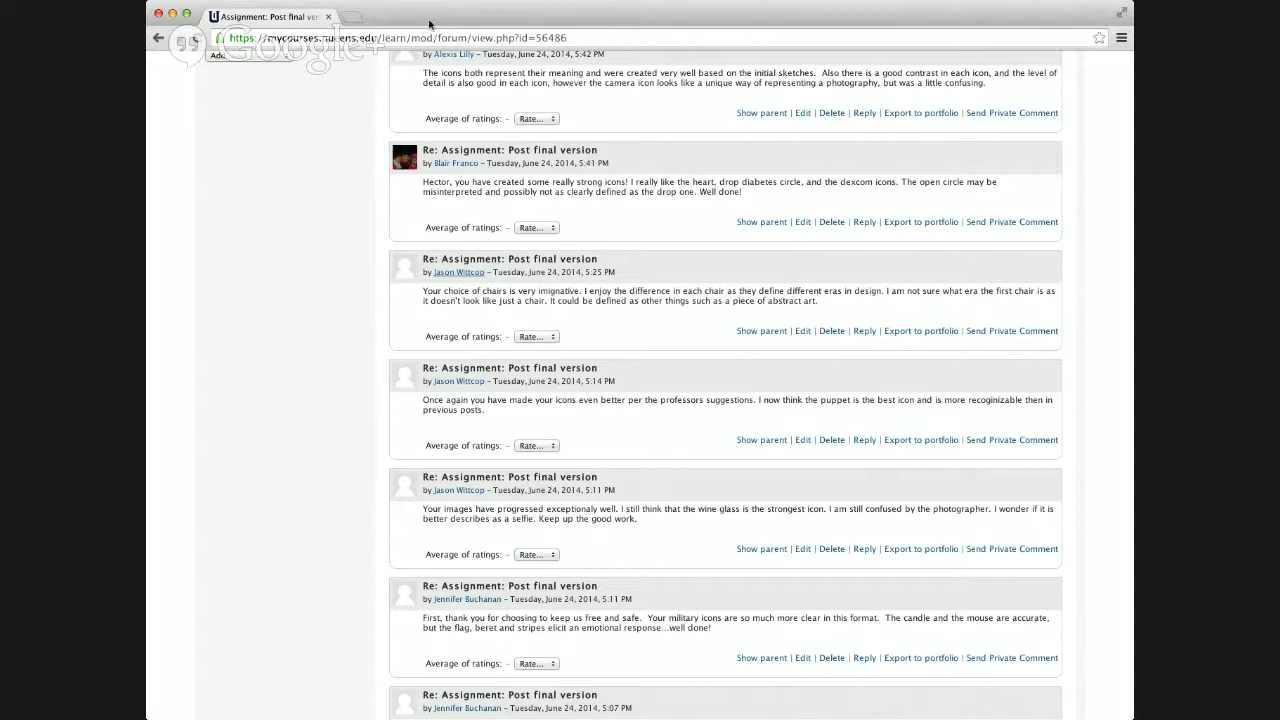 Assignment: Post final ver
https://mycourses.queens.edu/learn/mod/forum/view.php?id=56486
Google+
by Alexis Lilly – Tuesday, June 24, 2014, 5:42 PM
The icons both represent their meaning and were created very well based on the initial sketches. Also there is a good contrast in each icon, and the level of
detail is also good in each icon, however the camera icon looks like a unique way of representing a photography, but was a little confusing.
Show parent | Edit | Delete | Reply | Export to portfolio | Send Private Comment
Average of ratings: – Rate...
Re: Assignment: Post final version
by Blair Franco – Tuesday, June 24, 2014, 5:41 PM
Hector, you have created some really strong icons! I really like the heart, drop diabetes circle, and the dexcom icons. The open circle may be
misinterpreted and possibly not as clearly defined as the drop one. Well done!
Show parent | Edit | Delete | Reply | Export to portfolio | Send Private Comment
Average of ratings: – Rate...
Re: Assignment: Post final version
by Jason Wittcop – Tuesday, June 24, 2014, 5:25 PM
Your choice of chairs is very imignative. I enjoy the difference in each chair as they define different eras in design. I am not sure what era the first chair is as
it doesn't look like just a chair. It could be defined as other things such as a piece of abstract art.
Show parent | Edit | Delete | Reply | Export to portfolio | Send Private Comment
Average of ratings: – Rate...
Re: Assignment: Post final version
by Jason Wittcop – Tuesday, June 24, 2014, 5:14 PM
Once again you have made your icons even better per the professors suggestions. I now think the puppet is the best icon and is more recoginizable then in
previous posts.
Show parent | Edit | Delete | Reply | Export to portfolio | Send Private Comment
Average of ratings: – Rate...
Re: Assignment: Post final version
by Jason Wittcop – Tuesday, June 24, 2014, 5:11 PM
Your images have progressed exceptionaly well. I still think that the wine glass is the strongest icon. I am still confused by the photographer. I wonder if it is
better describes as a selfie. Keep up the good work.
Show parent | Edit | Delete | Reply | Export to portfolio | Send Private Comment
Average of ratings: – Rate...
Re: Assignment: Post final version
by Jennifer Buchanan – Tuesday, June 24, 2014, 5:11 PM
First, thank you for choosing to keep us free and safe. Your military icons are so much more clear in this format. The candle and the mouse are accurate,
but the flag, beret and stripes elicit an emotional response...well done!
Show parent | Edit | Delete | Reply | Export to portfolio | Send Private Comment
Average of ratings: – Rate...
Re: Assignment: Post final version
by Jennifer Buchanan – Tuesday, June 24, 2014, 5:07 PM